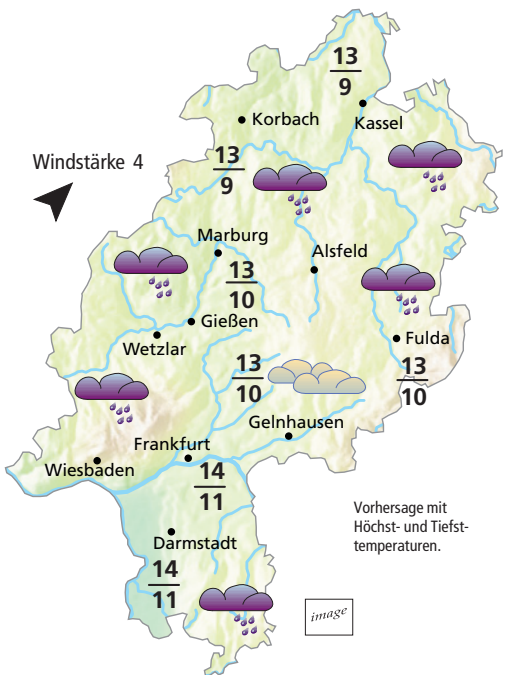 13
9
Korbach
Kassel
Windstärke 4
13
9
Marburg
Alsfeld
13
10
Gießen
Wetzlar
Fulda
13
10
13
10
Gelnhausen
Frankfurt
Wiesbaden
14
11
Vorhersage mit
Höchst- und Tiefst-
temperaturen.
Darmstadt
14
11
image